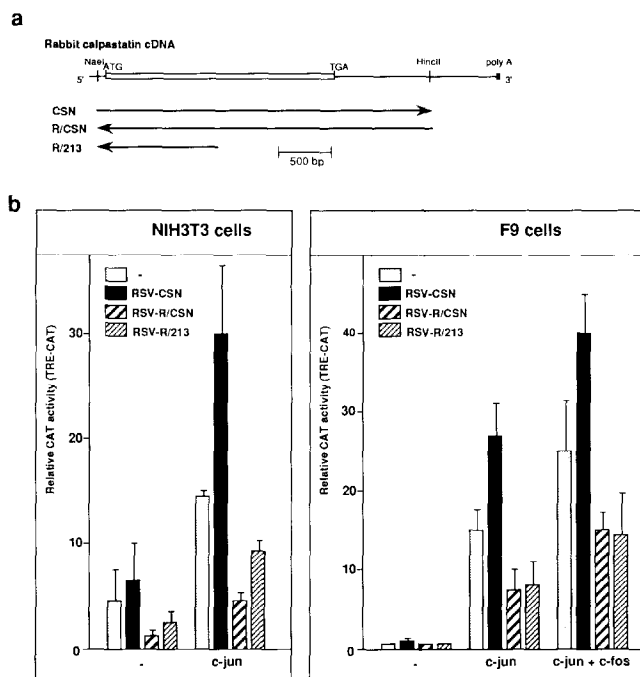 a
Rabbit calpastatin cDNA
NaeI ATG TGA HincII poly A
5' 3'
CSN
R/CSN
R/213
500 bp
b
NIH3T3 cells
Relative CAT activity (TRE-CAT)
30
20
10
0
-
RSV-CSN
RSV-R/CSN
RSV-R/213
- c-jun
F9 cells
Relative CAT activity (TRE-CAT)
40
30
20
10
0
-
RSV-CSN
RSV-R/CSN
RSV-R/213
- c-jun c-jun + c-fos